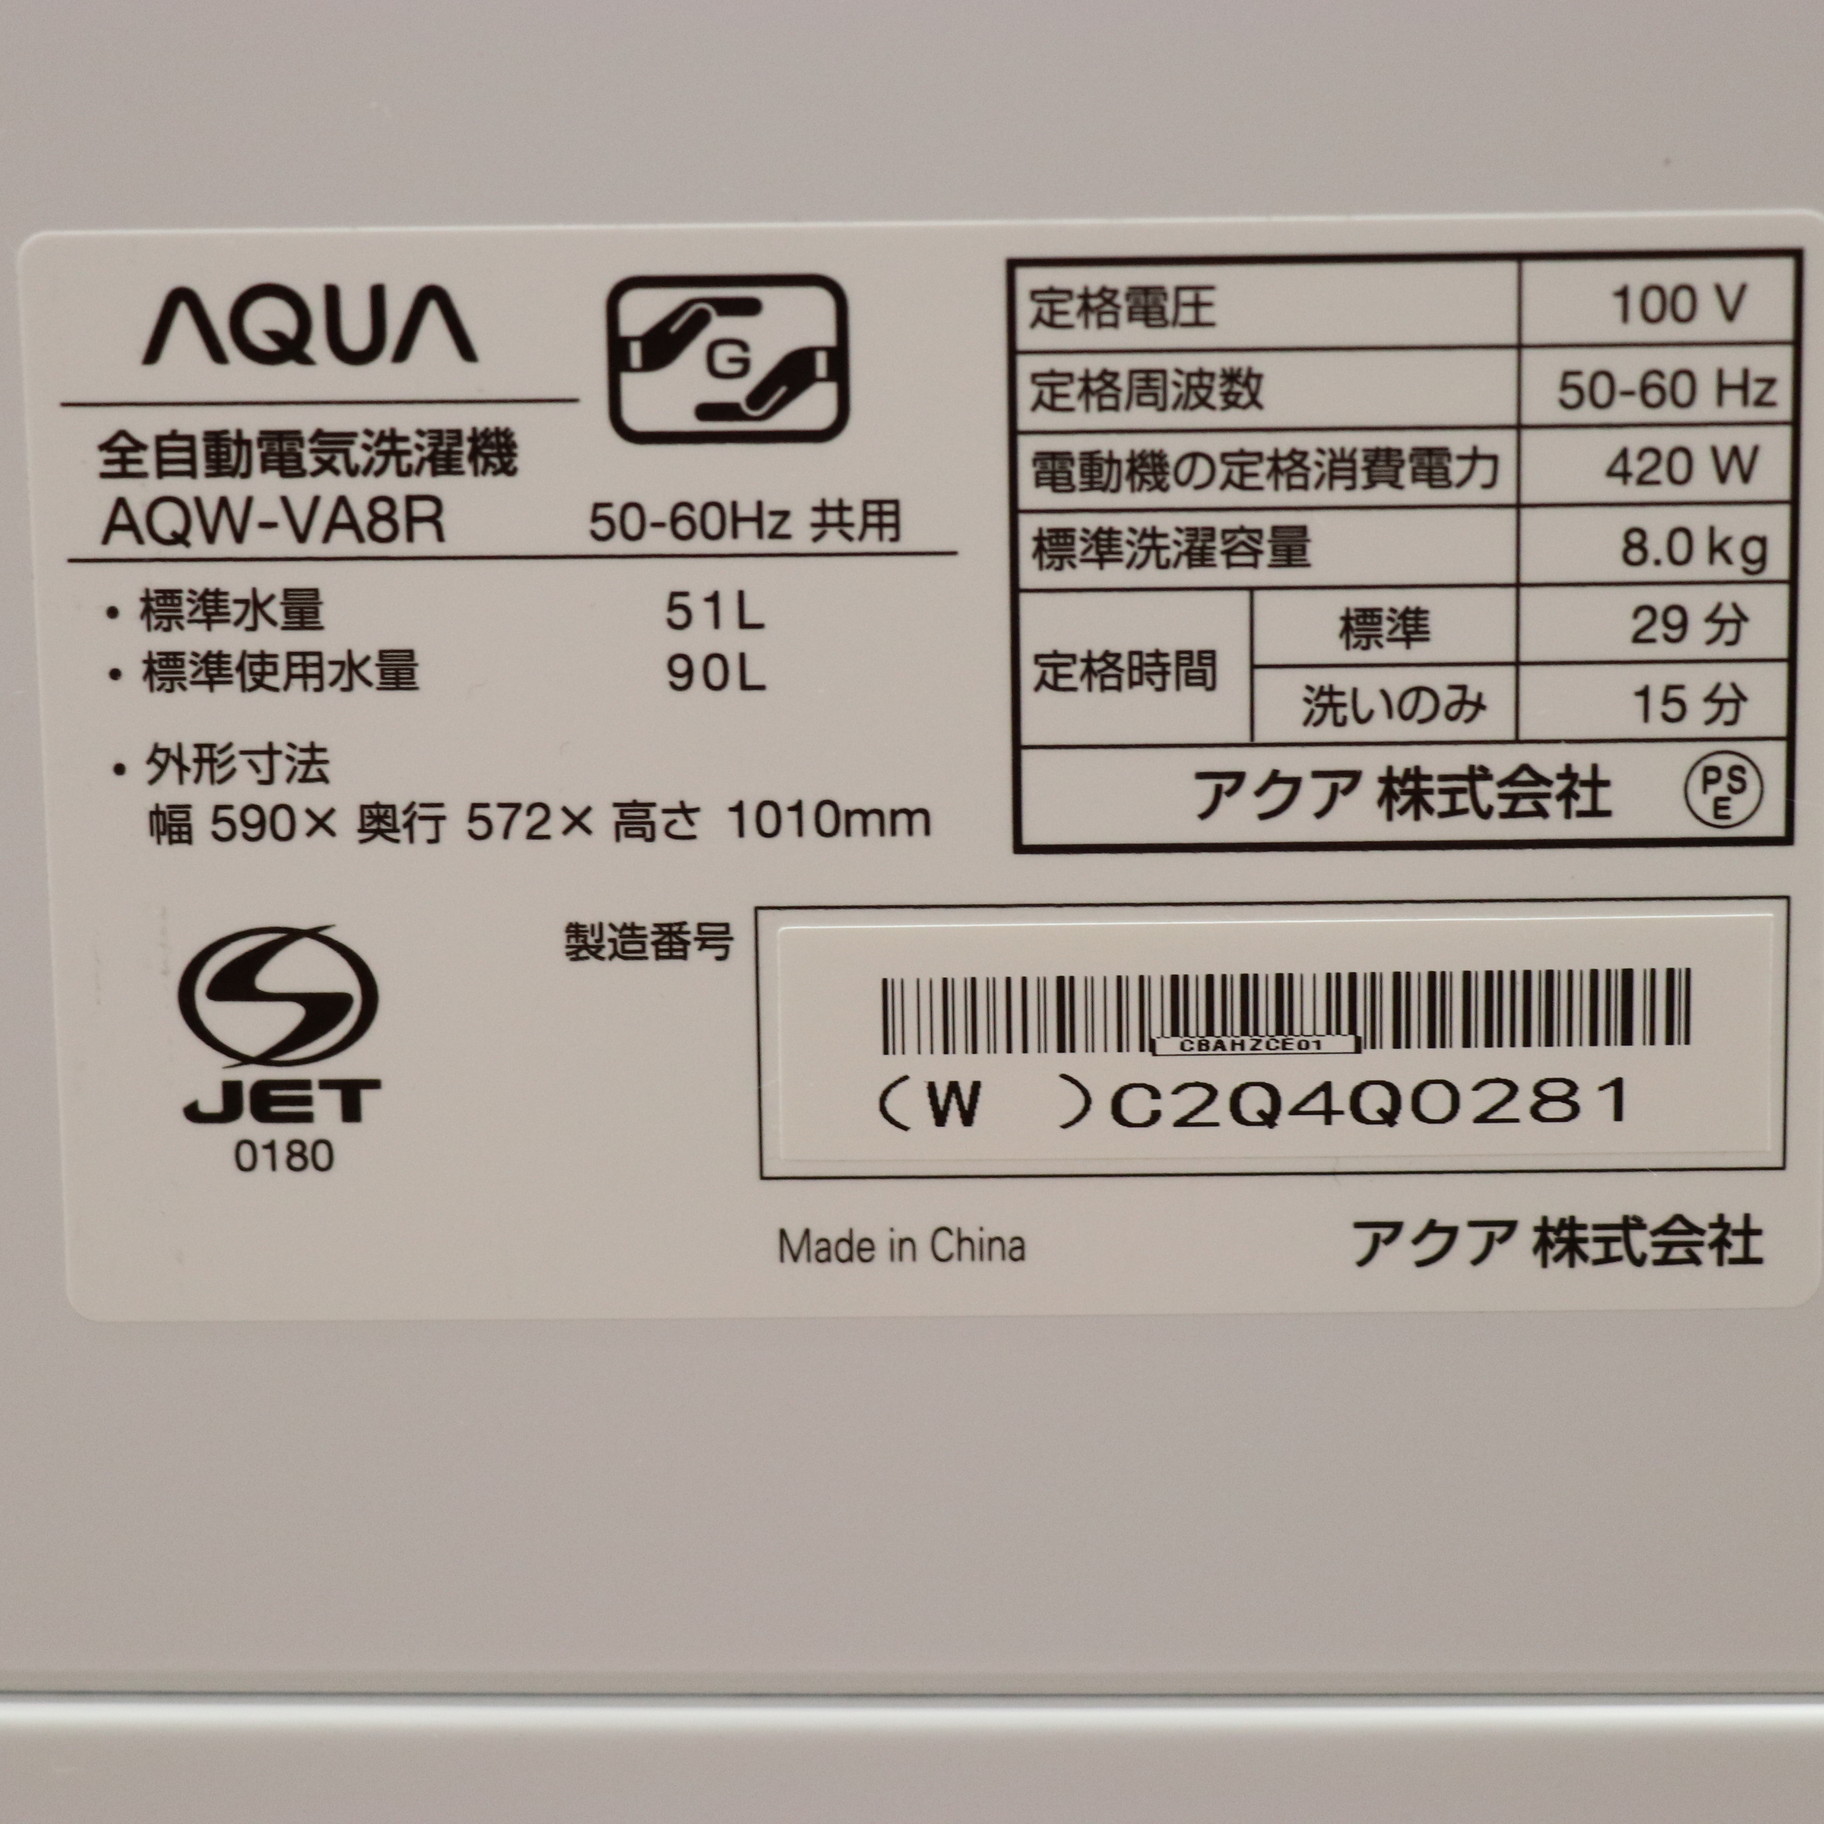 AQUA
G
全自動電気洗濯機
AQW-VA8R 50-60Hz 共用
・標準水量 51L
・標準使用水量 90L
・外形寸法
幅 590× 奥行 572× 高さ 1010mm
定格電圧 100 V
定格周波数 50-60 Hz
電動機の定格消費電力 420 W
標準洗濯容量 8.0kg
定格時間 標準 29 分
洗いのみ 15 分
アクア 株式会社 PSE
JET
0180
製造番号
CBAHZCE01
(W )C2Q4Q0281
Made in China アクア 株式会社